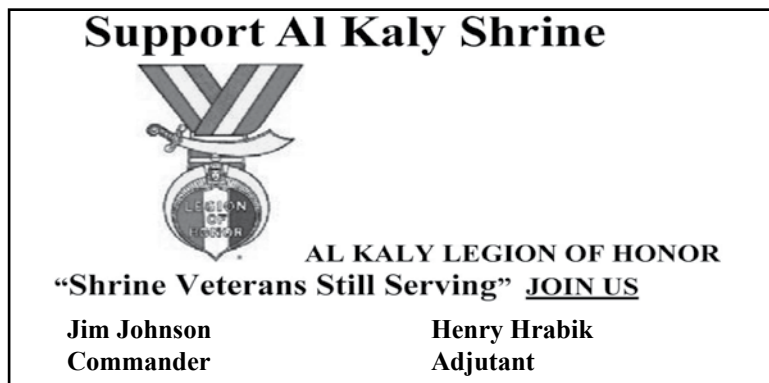 Support Al Kaly Shrine
LEGION
OF
HONOR
AL KALY LEGION OF HONOR
“Shrine Veterans Still Serving” JOIN US
Jim Johnson Henry Hrabik
Commander Adjutant